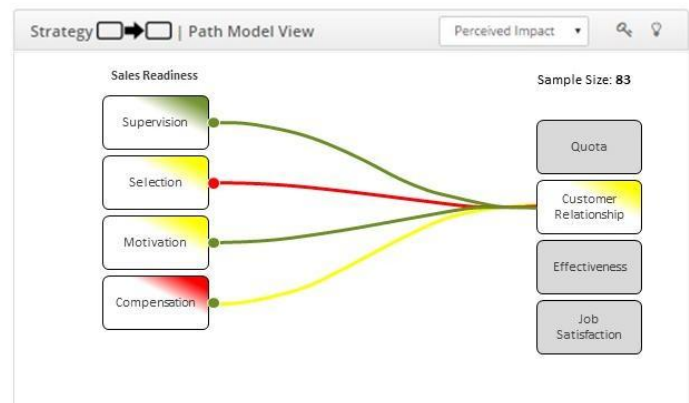 Strategy | Path Model View
Perceived Impact
Sales Readiness
Sample Size: 83
Supervision
Selection
Motivation
Compensation
Quota
Customer
Relationship
Effectiveness
Job
Satisfaction